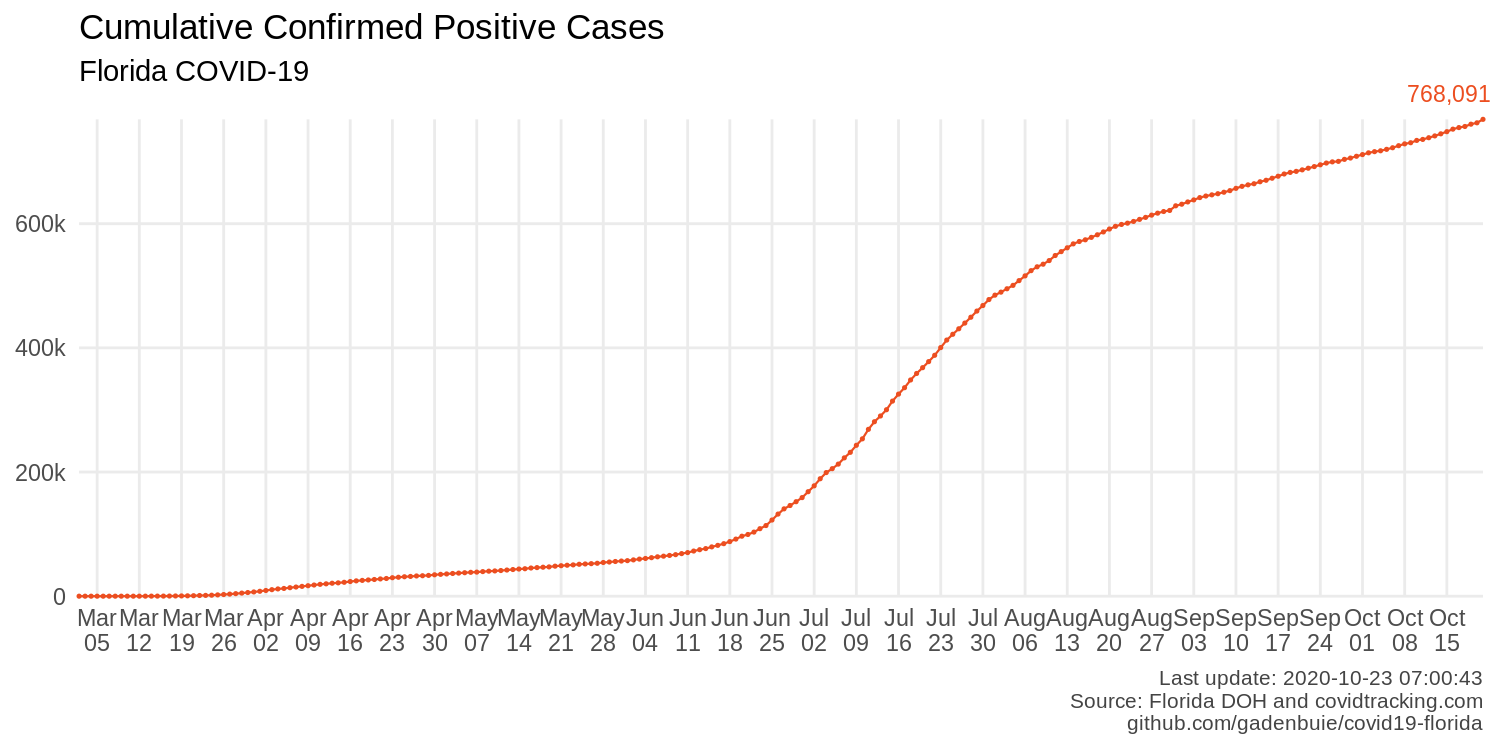 Cumulative Confirmed Positive Cases
Florida COVID-19
768,091
600k
400k
200k
0
Mar Mar Mar Mar Apr Apr Apr Apr Apr May May May May Jun Jun Jun Jun Jul Jul Jul Jul Jul Aug Aug Aug Aug Sep Sep Sep Sep Oct Oct Oct
05 12 19 26 02 09 16 23 30 07 14 21 28 04 11 18 25 02 09 16 23 30 06 13 20 27 03 10 17 24 01 08 15
Last update: 2020-10-23 07:00:43
Source: Florida DOH and covidtracking.com
github.com/gadenbuie/covid19-florida